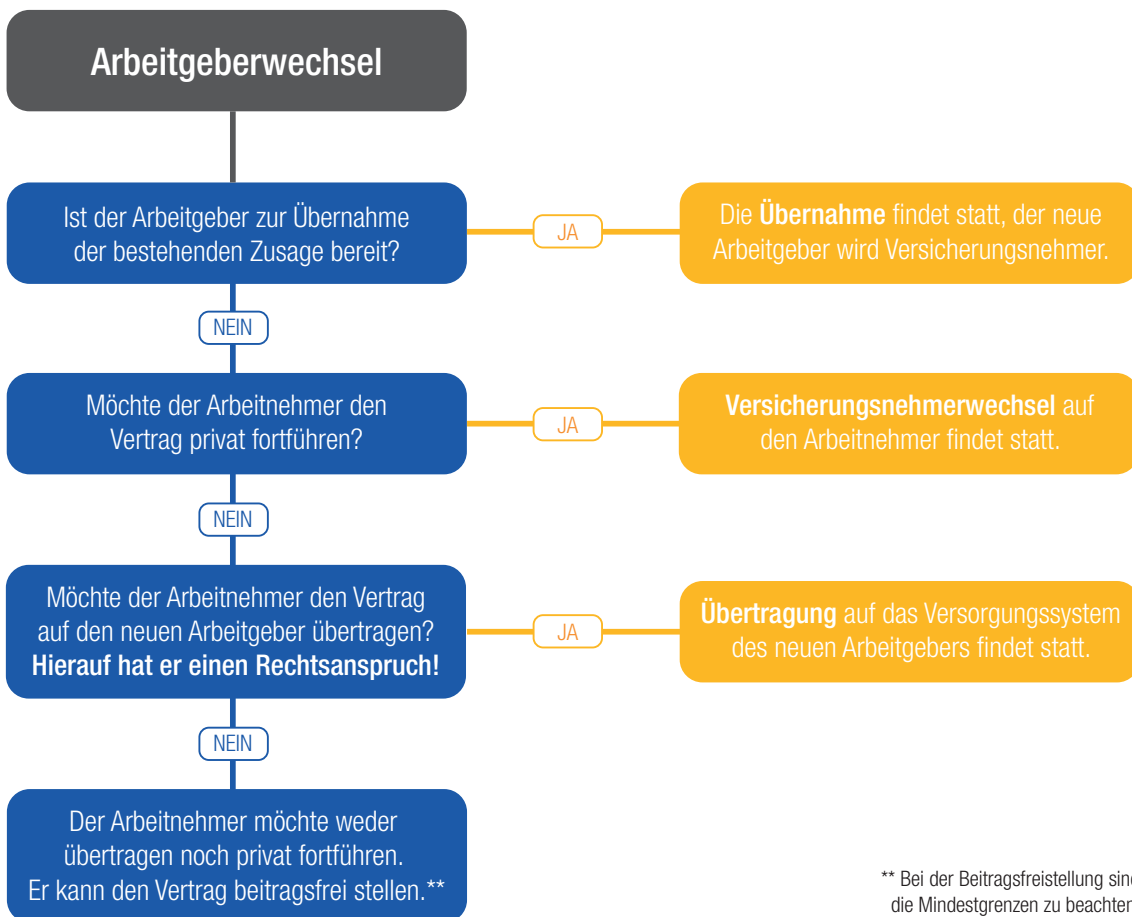 Arbeitgeberwechsel
Ist der Arbeitgeber zur Übernahme
der bestehenden Zusage bereit?
JA
Die Übernahme findet statt, der neue
Arbeitgeber wird Versicherungsnehmer.
NEIN
Möchte der Arbeitnehmer den
Vertrag privat fortführen?
JA
Versicherungsnehmerwechsel auf
den Arbeitnehmer findet statt.
NEIN
Möchte der Arbeitnehmer den Vertrag
auf den neuen Arbeitgeber übertragen?
Hierauf hat er einen Rechtsanspruch!
JA
Übertragung auf das Versorgungssystem
des neuen Arbeitgebers findet statt.
NEIN
Der Arbeitnehmer möchte weder
übertragen noch privat fortführen.
Er kann den Vertrag beitragsfrei stellen.**
** Bei der Beitragsfreistellung sind
die Mindestgrenzen zu beachten